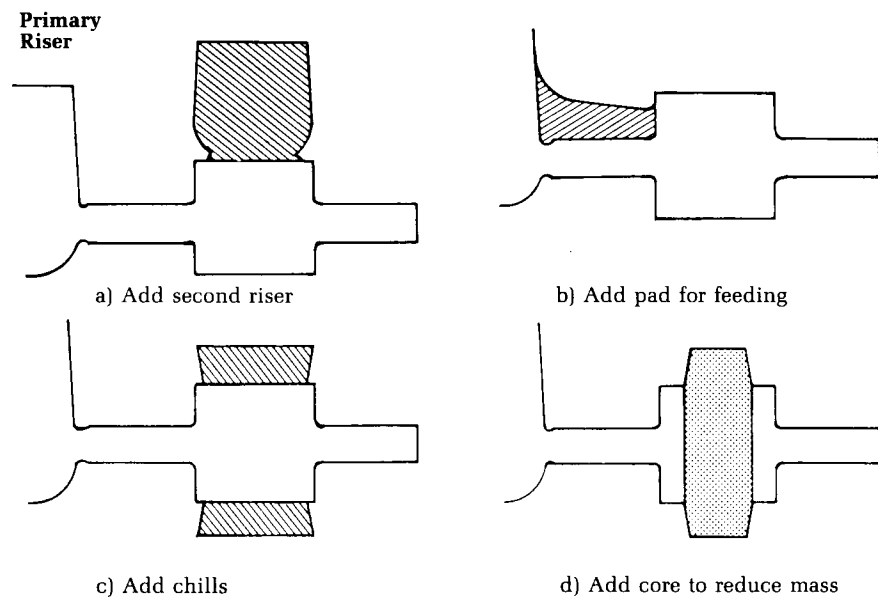 Primary
Riser
a) Add second riser
b) Add pad for feeding
c) Add chills
d) Add core to reduce mass